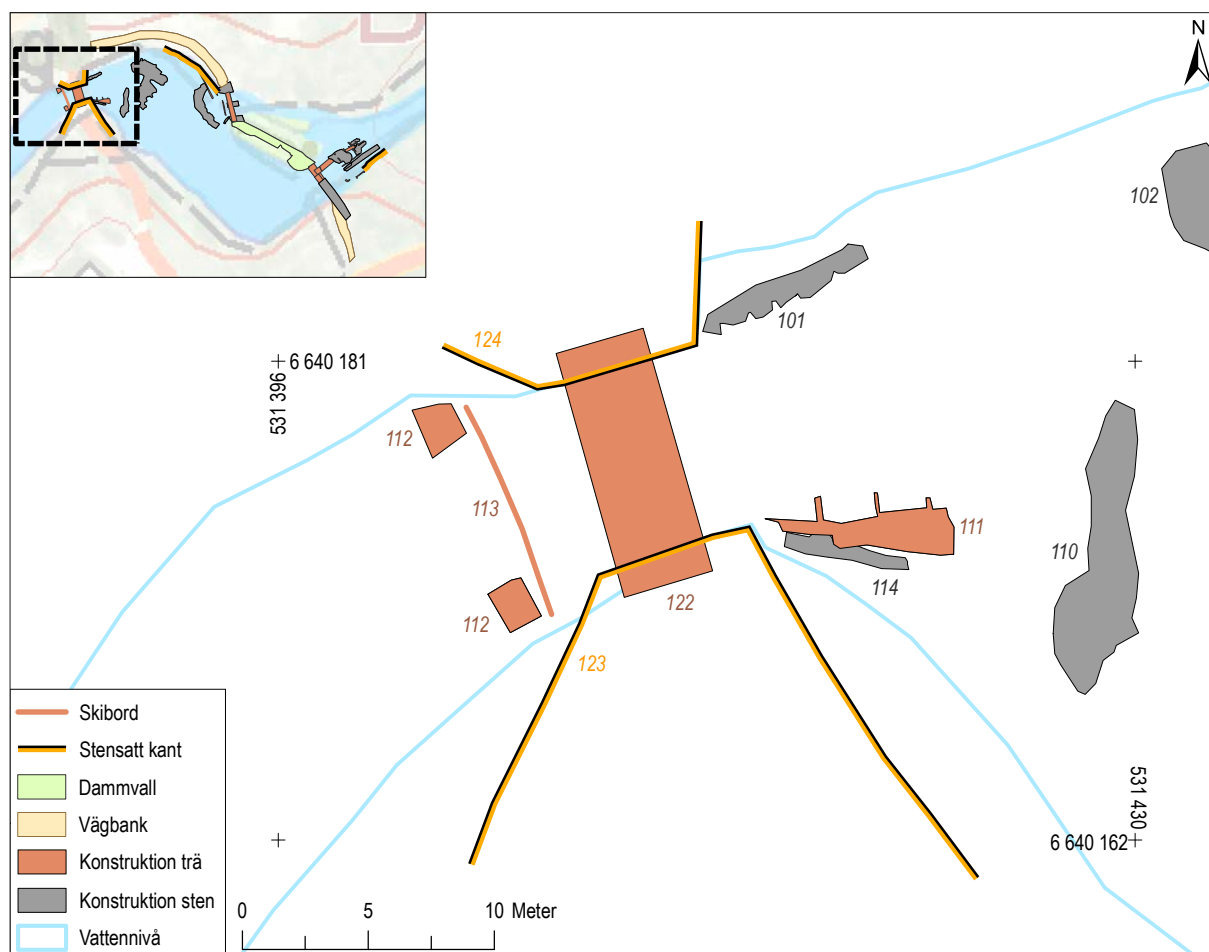 N
102
101
124
6 640 181
531 396
112
113
111
110
114
122
112
123
531 430
6 640 162
Skibord
Stensatt kant
Dammvall
Vägbank
Konstruktion trä
Konstruktion sten
Vattennivå
0 5 10 Meter